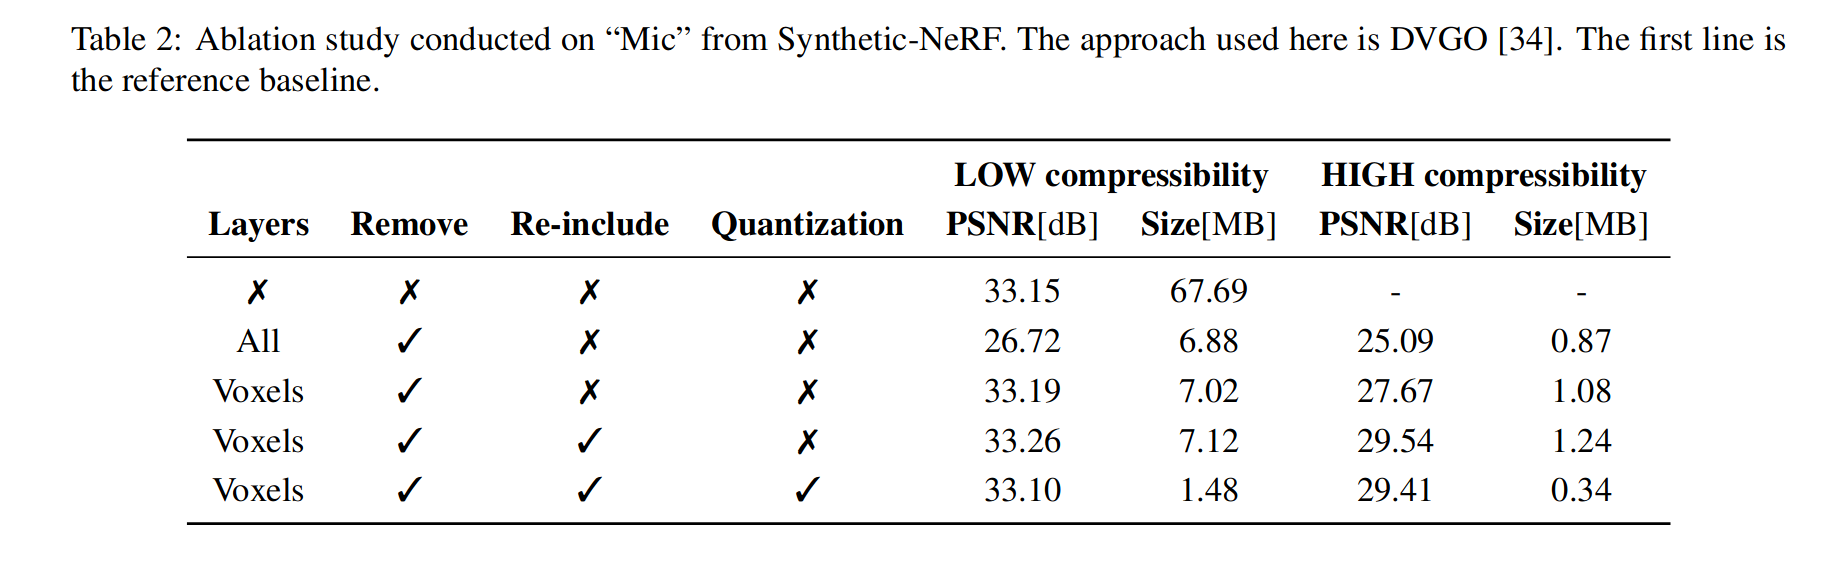 Table 2: Ablation study conducted on “Mic” from Synthetic-NeRF. The approach used here is DVGO [34]. The first line is
the reference baseline.
LOW compressibility HIGH compressibility
Layers Remove Re-include Quantization PSNR[dB] Size[MB] PSNR[dB] Size[MB]
✗ ✗ ✗ ✗ 33.15 67.69 - -
All ✓ ✗ ✗ 26.72 6.88 25.09 0.87
Voxels ✓ ✗ ✗ 33.19 7.02 27.67 1.08
Voxels ✓ ✓ ✗ 33.26 7.12 29.54 1.24
Voxels ✓ ✓ ✓ 33.10 1.48 29.41 0.34